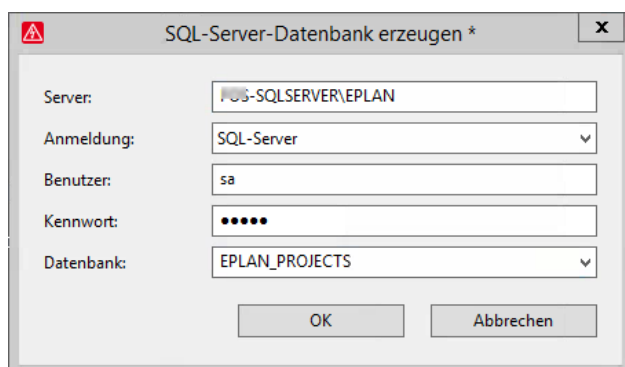 SQL-Server-Datenbank erzeugen *
Server: -SQLSERVER\EPLAN
Anmeldung: SQL-Server
Benutzer: sa
Kennwort: •••••
Datenbank: EPLAN_PROJECTS
OK Abbrechen